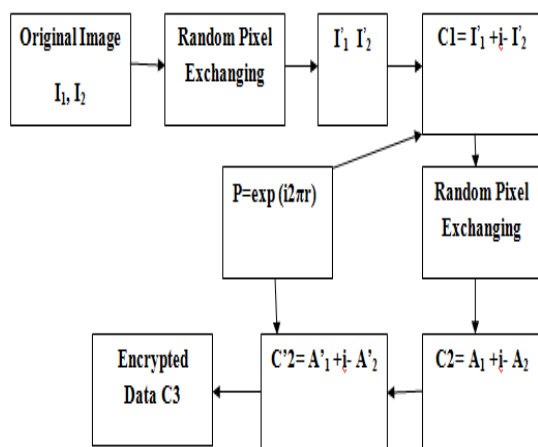 Original Image
I₁, I₂
Random Pixel
Exchanging
I'₁ I'₂
C1= I'₁ +i- I'₂
P=exp (i2πr)
Random Pixel
Exchanging
C2= A₁ +i- A₂
C'2= A'₁ +i- A'₂
Encrypted
Data C3